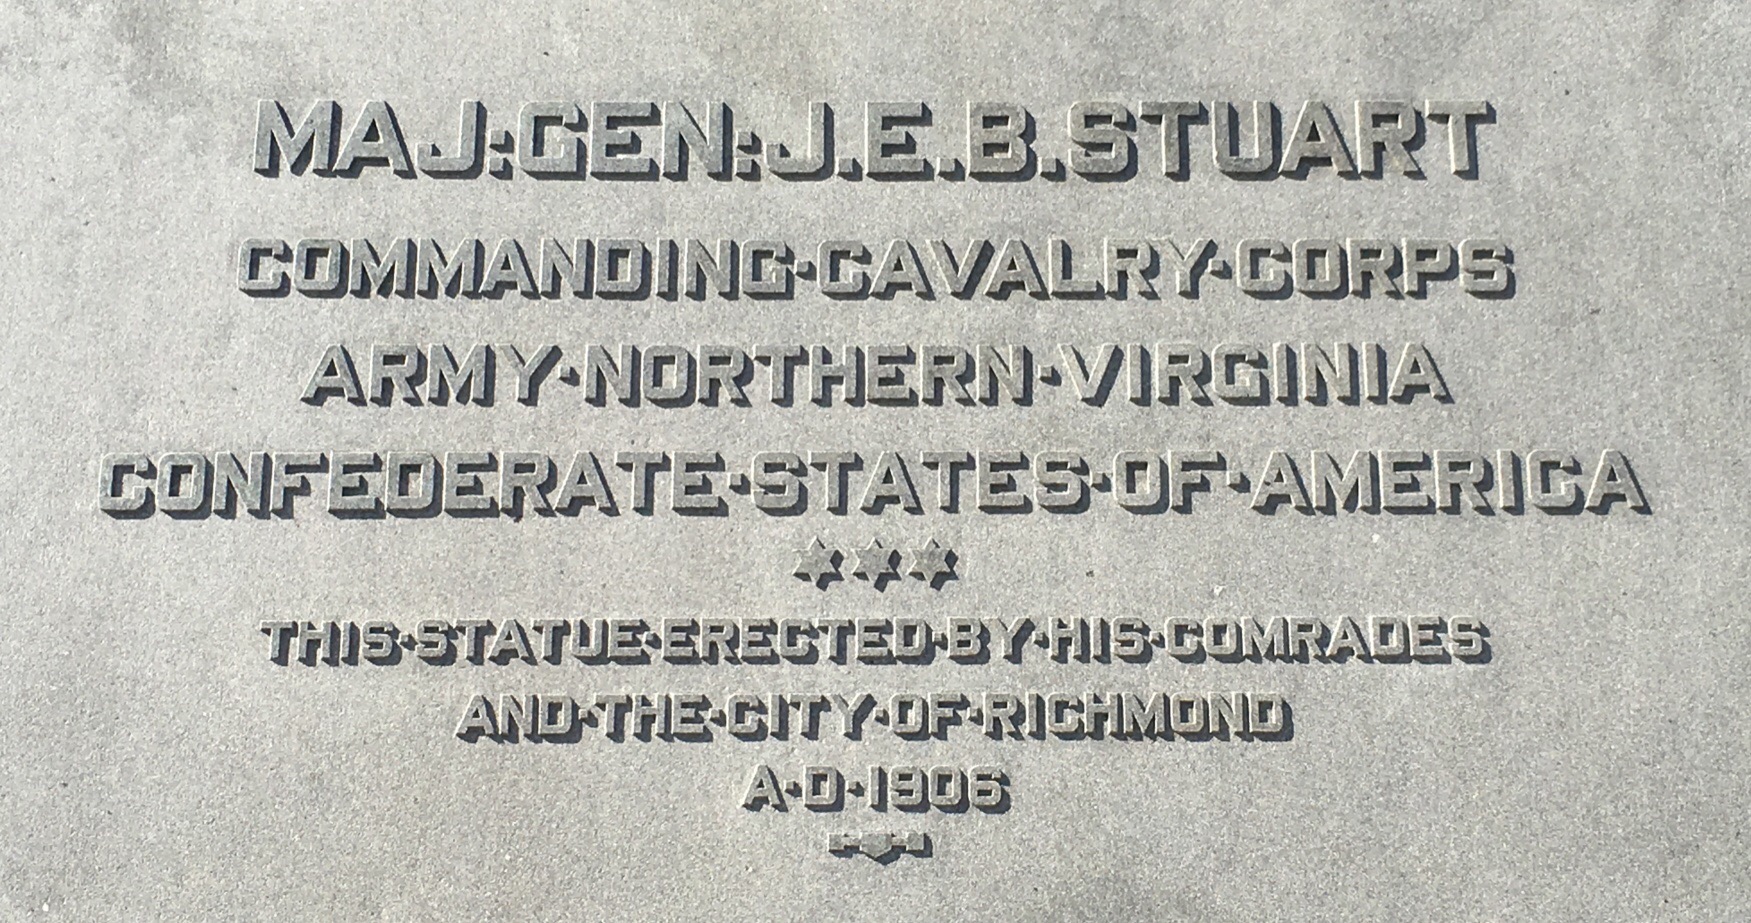 MAJ:GEN:J.E.B.STUART
COMMANDING·CAVALRY·CORPS
ARMY·NORTHERN·VIRGINIA
CONFEDERATE·STATES·OF·AMERICA
THIS·STATUE·ERECTED·BY·HIS·COMRADES
AND·THE·CITY·OF·RICHMOND
A·D·1906